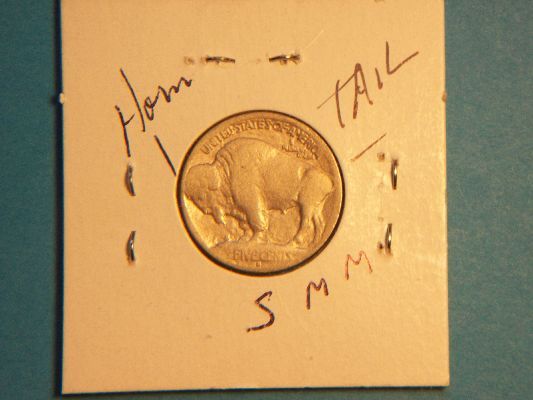 Horn
TAIL
UNITED STATES OF AMERICA
FIVE CENTS
S M M